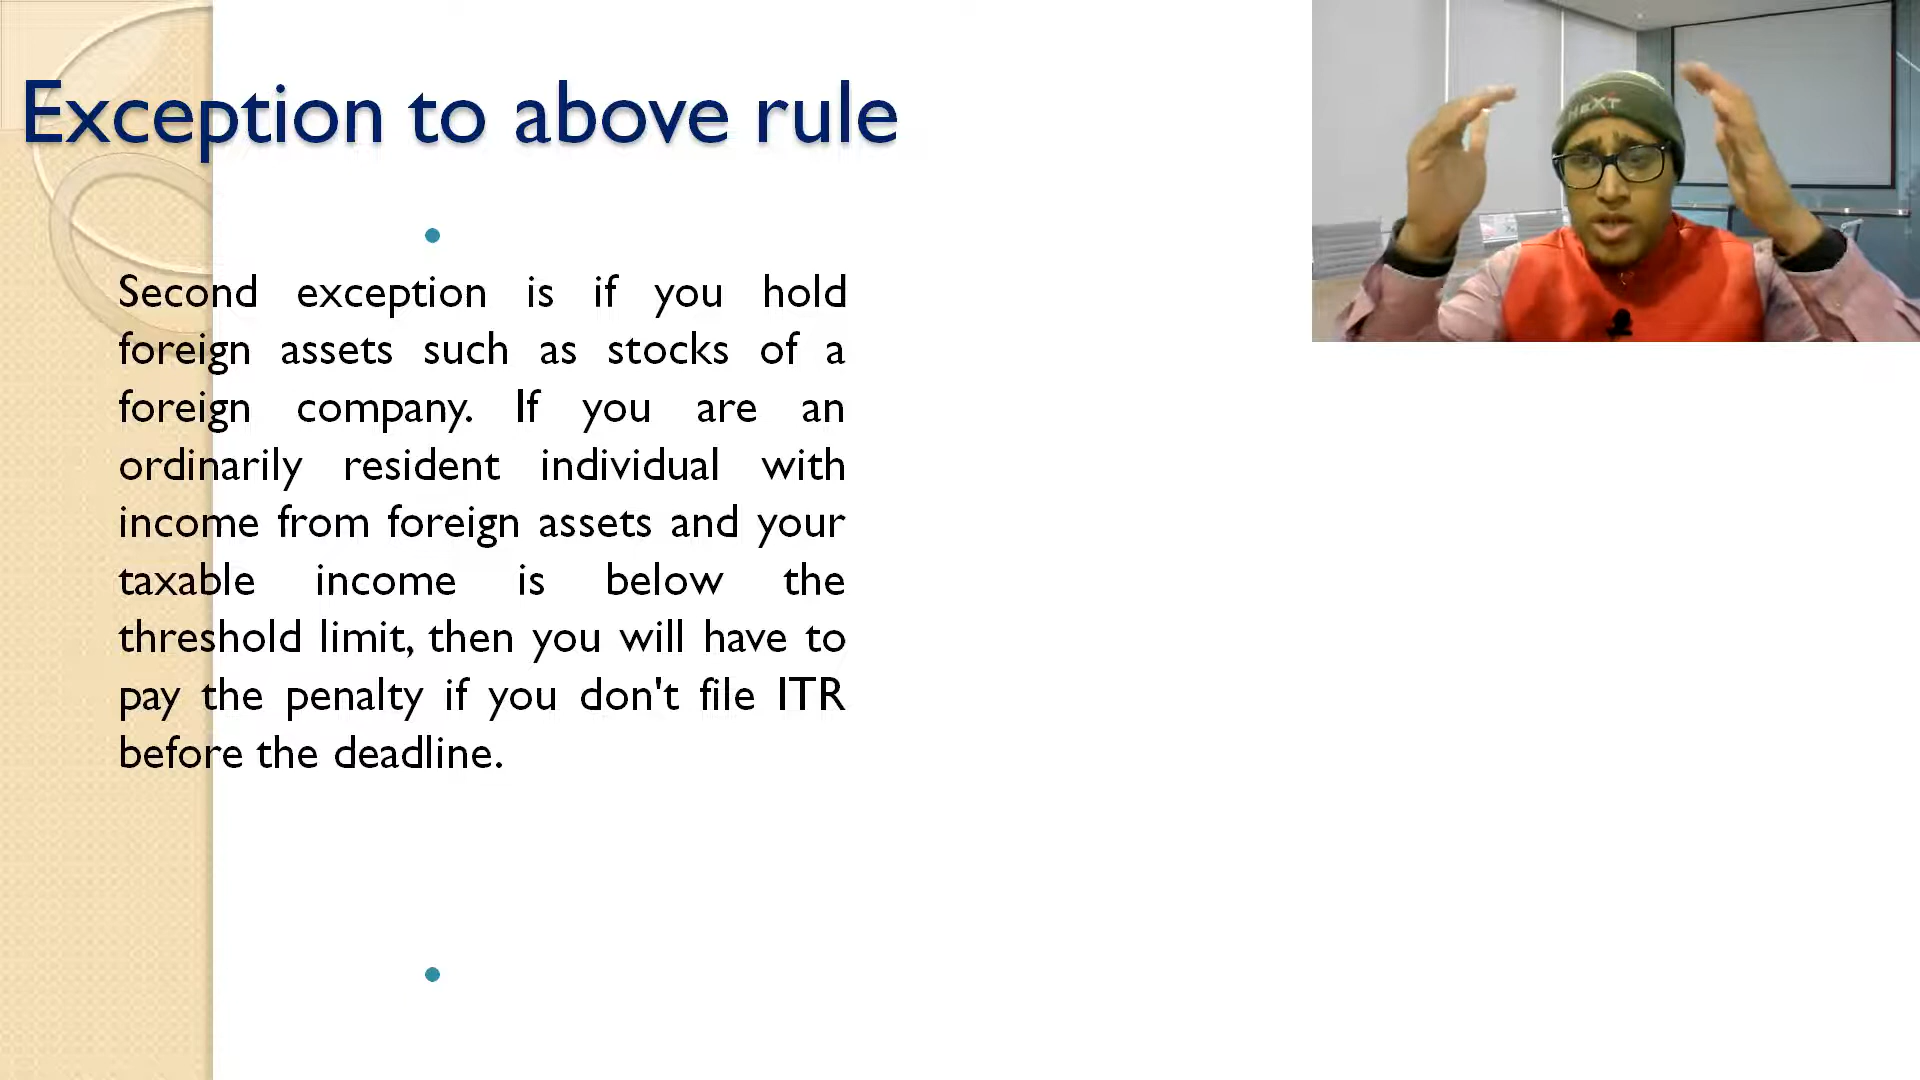 Exception to above rule
NEXT
Second exception is if you hold
foreign assets such as stocks of a
foreign company. If you are an
ordinarily resident individual with
income from foreign assets and your
taxable income is below the
threshold limit, then you will have to
pay the penalty if you don't file ITR
before the deadline.